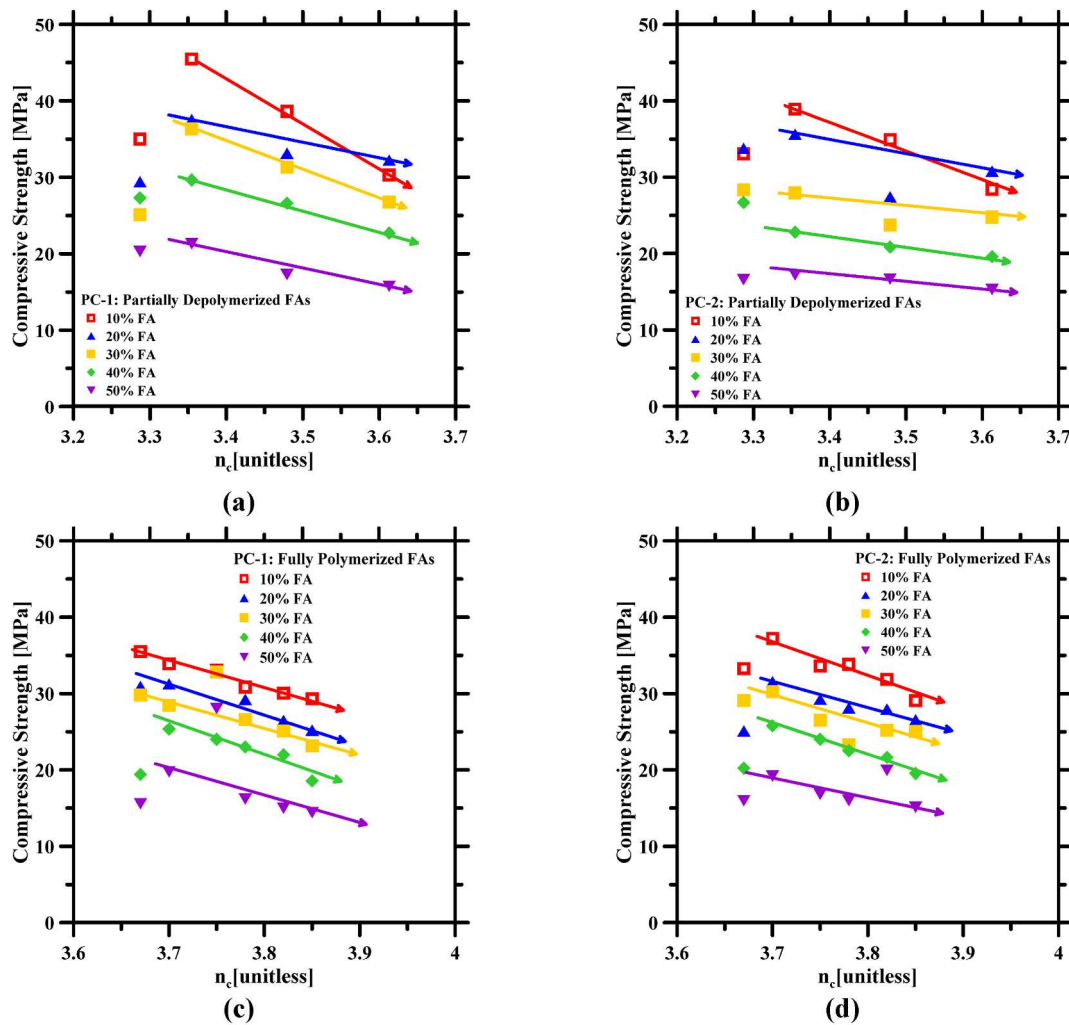 Compressive Strength [MPa]
50
40
30
20
10
0
PC-1: Partially Depolymerized FAs
10% FA
20% FA
30% FA
40% FA
50% FA
3.2 3.3 3.4 3.5 3.6 3.7
n_c[unitless]
(a)
Compressive Strength [MPa]
50
40
30
20
10
0
PC-2: Partially Depolymerized FAs
10% FA
20% FA
30% FA
40% FA
50% FA
3.2 3.3 3.4 3.5 3.6 3.7
n_c[unitless]
(b)
Compressive Strength [MPa]
50
40
30
20
10
0
PC-1: Fully Polymerized FAs
10% FA
20% FA
30% FA
40% FA
50% FA
3.6 3.7 3.8 3.9 4
n_c[unitless]
(c)
Compressive Strength [MPa]
50
40
30
20
10
0
PC-2: Fully Polymerized FAs
10% FA
20% FA
30% FA
40% FA
50% FA
3.6 3.7 3.8 3.9 4
n_c[unitless]
(d)